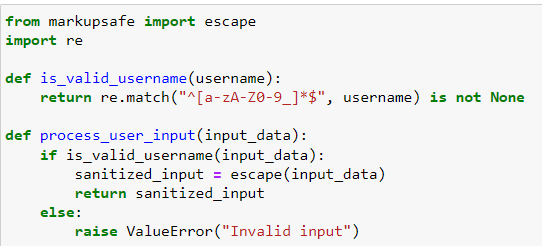 from markupsafe import escape
import re
def is_valid_username(username):
    return re.match("^[a-zA-Z0-9_]*$", username) is not None
def process_user_input(input_data):
    if is_valid_username(input_data):
        sanitized_input = escape(input_data)
        return sanitized_input
    else:
        raise ValueError("Invalid input")